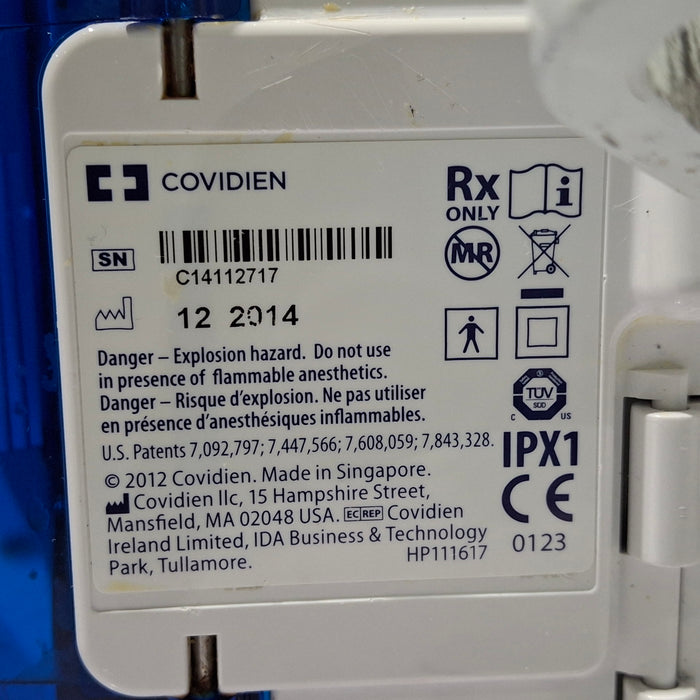 COVIDIEN
Rx
ONLY
SN
C14112717
MR
12 2014
Danger – Explosion hazard. Do not use
in presence of flammable anesthetics.
Danger – Risque d'explosion. Ne pas utiliser
en présence d'anesthésiques inflammables.
U.S. Patents 7,092,797; 7,447,566; 7,608,059; 7,843,328.
TÜV
SÜD
C US
IPX1
© 2012 Covidien. Made in Singapore.
Covidien llc, 15 Hampshire Street,
Mansfield, MA 02048 USA. EC REP Covidien
Ireland Limited, IDA Business & Technology
Park, Tullamore.
HP111617
CE
0123